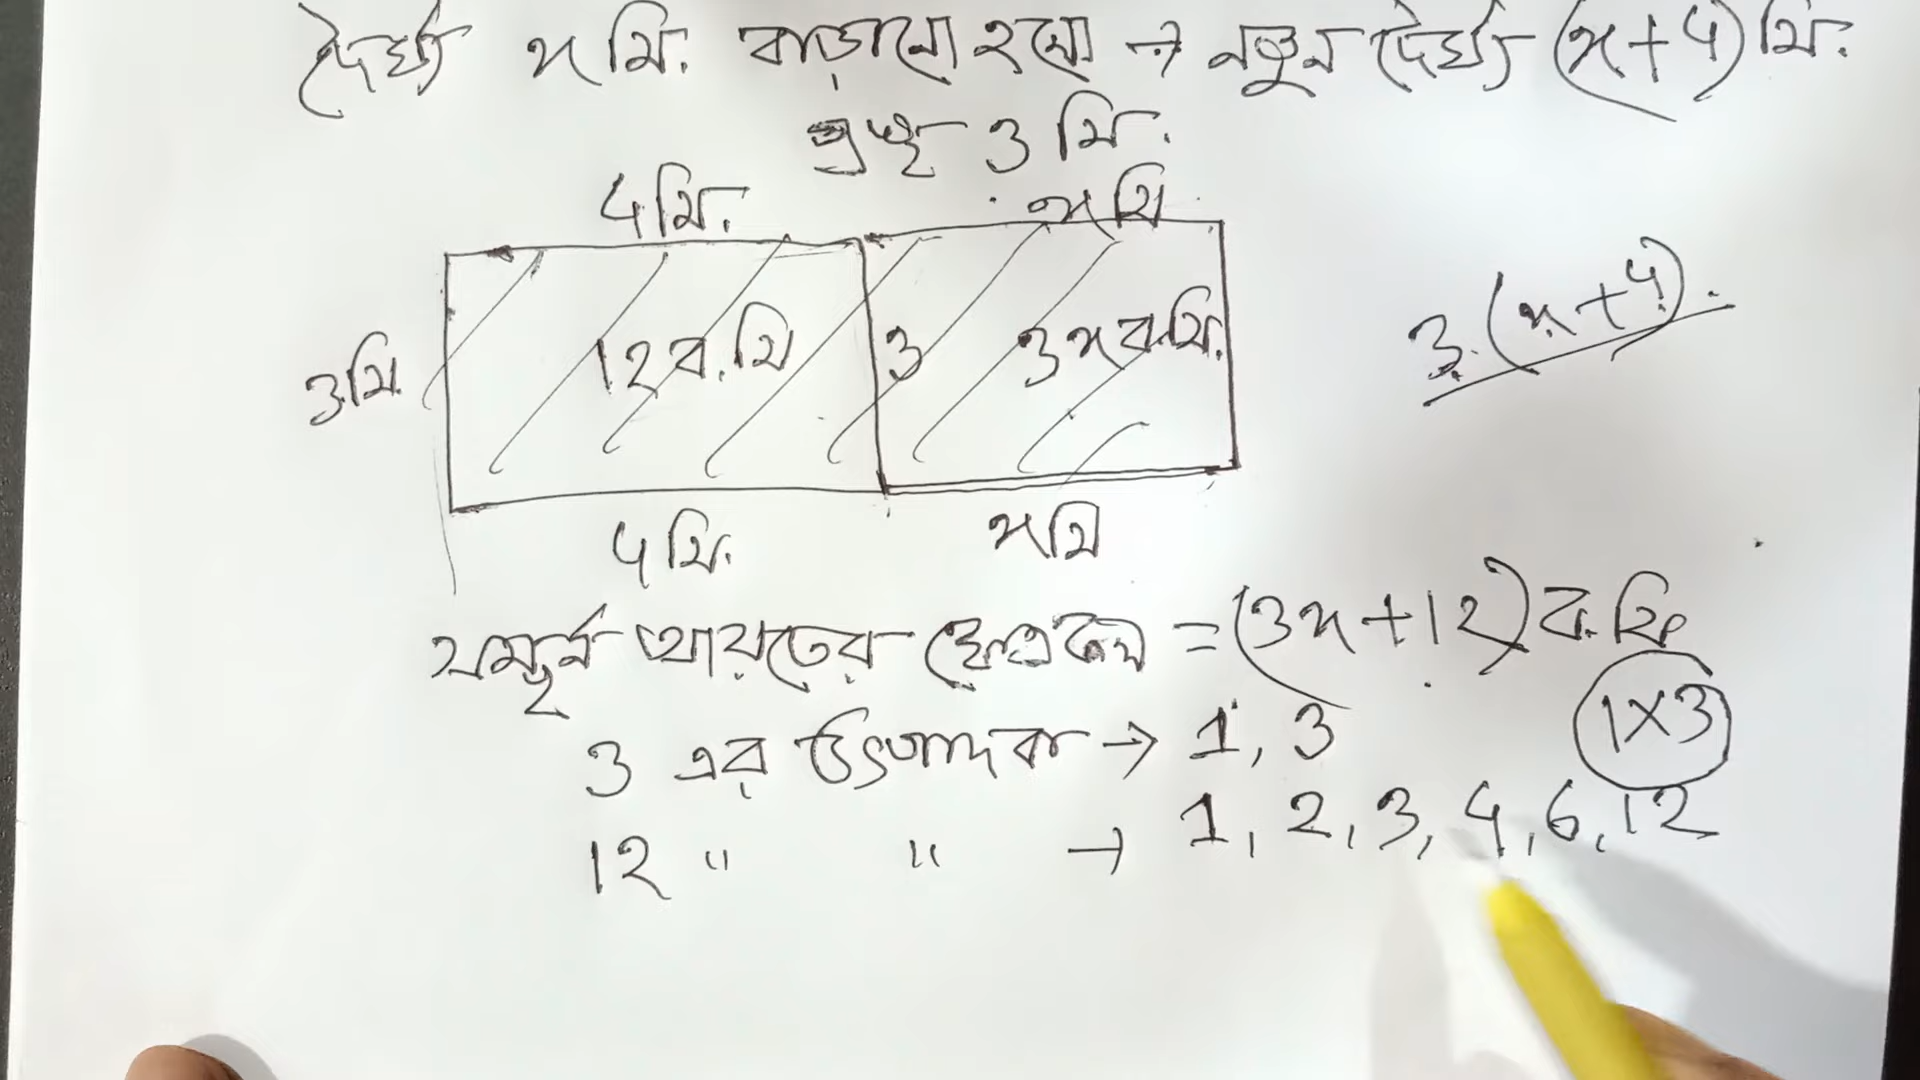 দৈর্ঘ্য x মি. বাড়ানো হলো → নতুন দৈর্ঘ্য (x+4) মি.
প্রস্থ 3 মি.
4 মি. x মি.
3 মি. 12 ব. মি 3 3x ব. মি. 3.(x+4).
4 মি. x মি
সম্পূর্ন আয়তের ক্ষেত্রফল = (3x+12) ব. মি
3 এর উৎপাদক → 1, 3 1×3
12 " " → 1, 2, 3, 4, 6, 12